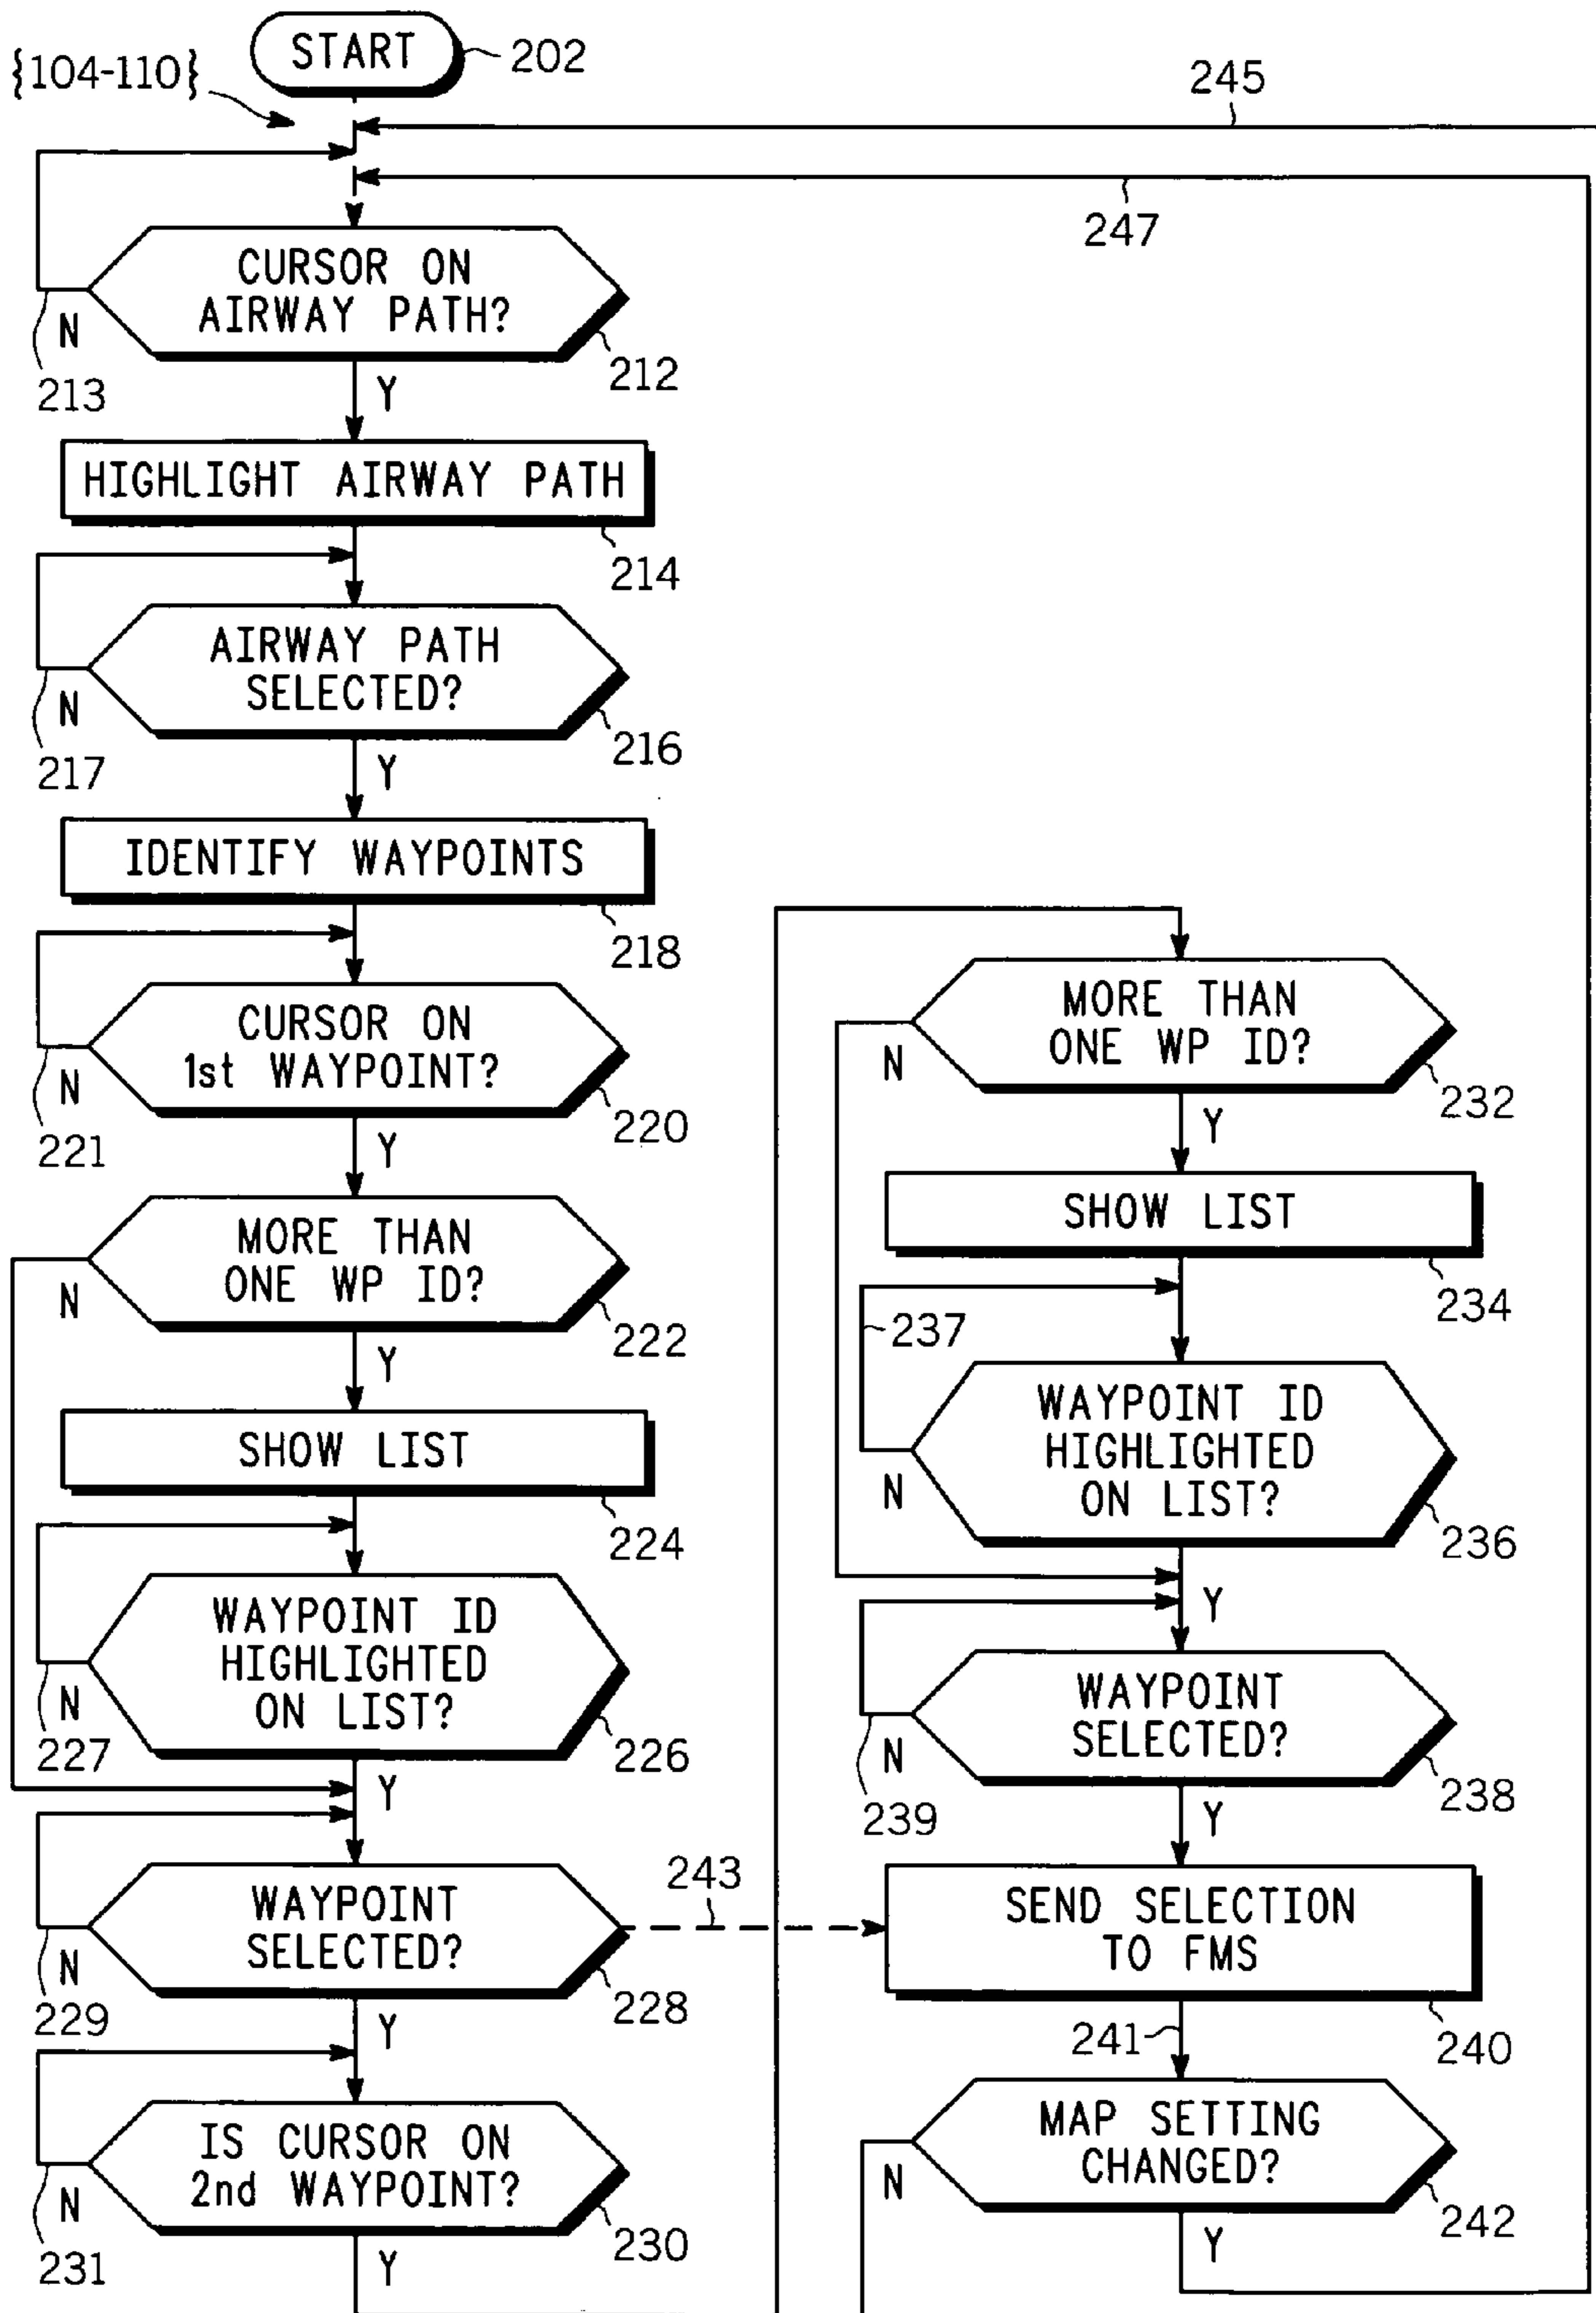 START
202
{104-110}
245
247
CURSOR ON
AIRWAY PATH?
N
213
212
Y
HIGHLIGHT AIRWAY PATH
214
AIRWAY PATH
SELECTED?
N
217
216
Y
IDENTIFY WAYPOINTS
218
CURSOR ON
1st WAYPOINT?
N
221
220
Y
MORE THAN
ONE WP ID?
N
222
Y
SHOW LIST
224
WAYPOINT ID
HIGHLIGHTED
ON LIST?
N
227
226
Y
WAYPOINT
SELECTED?
243
N
229
228
Y
IS CURSOR ON
2nd WAYPOINT?
N
231
230
Y
MORE THAN
ONE WP ID?
N
232
Y
SHOW LIST
234
237
WAYPOINT ID
HIGHLIGHTED
ON LIST?
N
236
Y
WAYPOINT
SELECTED?
N
239
238
Y
SEND SELECTION
TO FMS
241
240
MAP SETTING
CHANGED?
N
242
Y